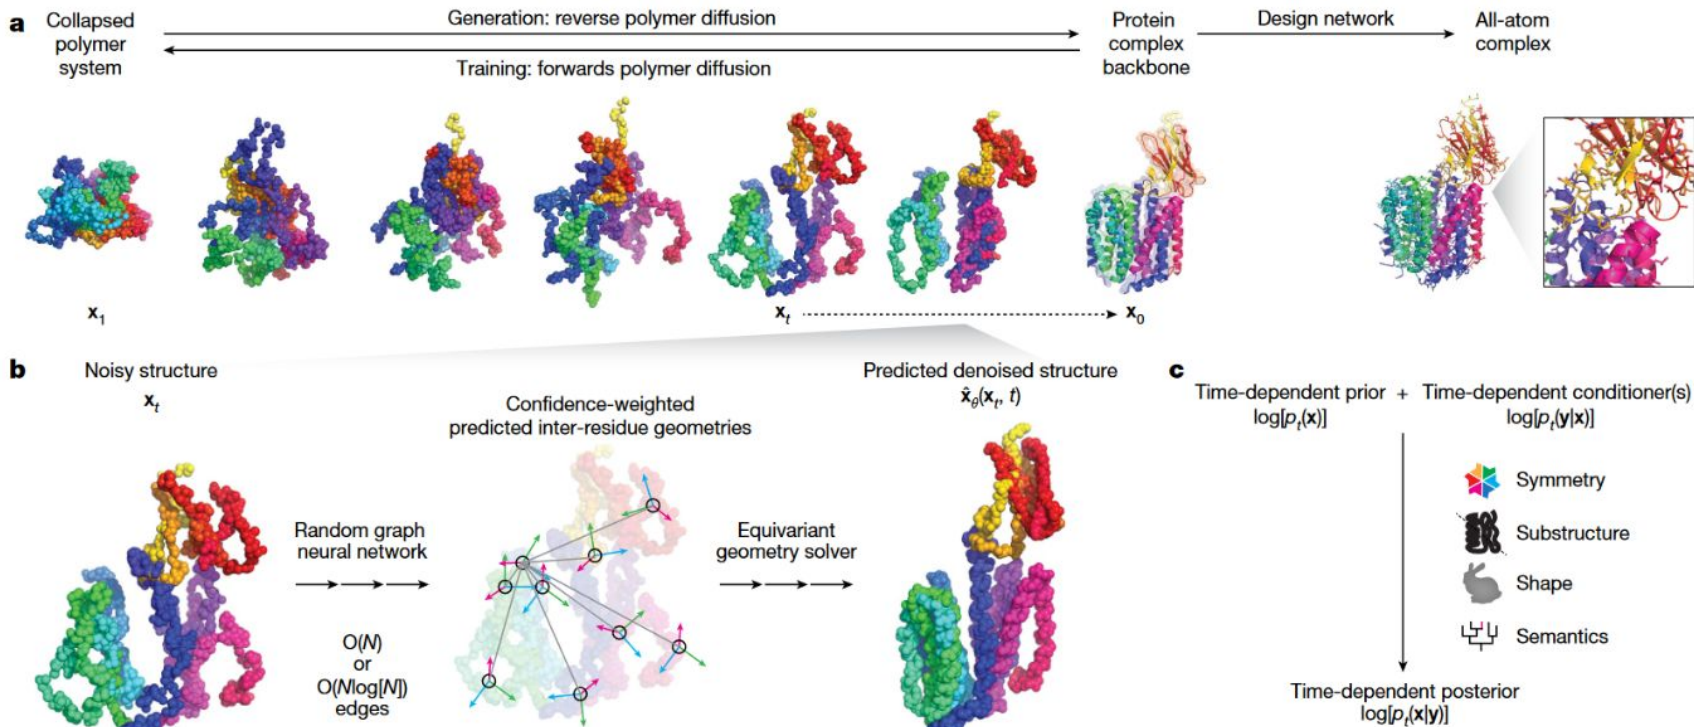 a
Collapsed
polymer
system
Generation: reverse polymer diffusion
Training: forwards polymer diffusion
Protein
complex
backbone
Design network
All-atom
complex
x₁
xₜ
x₀
b
Noisy structure
xₜ
Random graph
neural network
O(N)
or
O(Nlog[N])
edges
Confidence-weighted
predicted inter-residue geometries
Equivariant
geometry solver
Predicted denoised structure
x̂_θ(xₜ, t)
c
Time-dependent prior + Time-dependent conditioner(s)
log[pₜ(x)] log[pₜ(y|x)]
Symmetry
Substructure
Shape
Semantics
Time-dependent posterior
log[pₜ(x|y)]